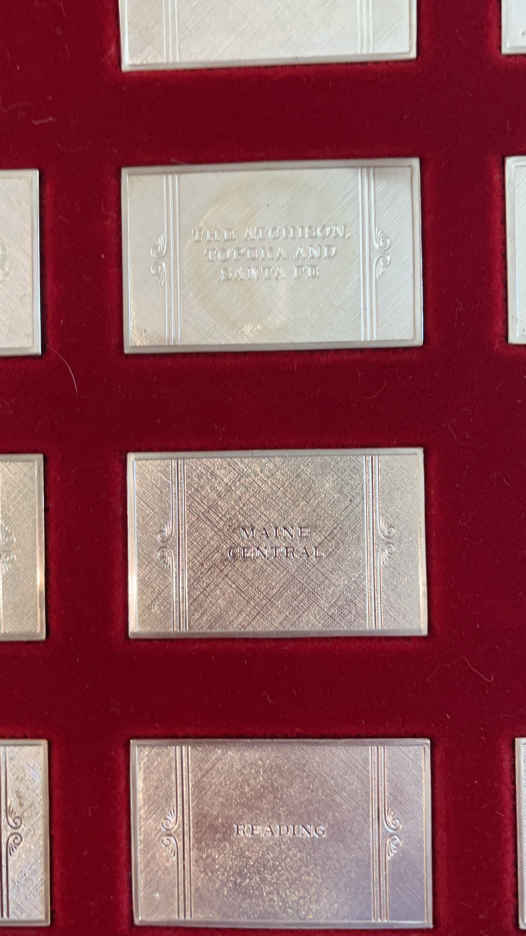 THE ATCHISON,
TOPEKA AND
SANTA FE
MAINE
CENTRAL
READING